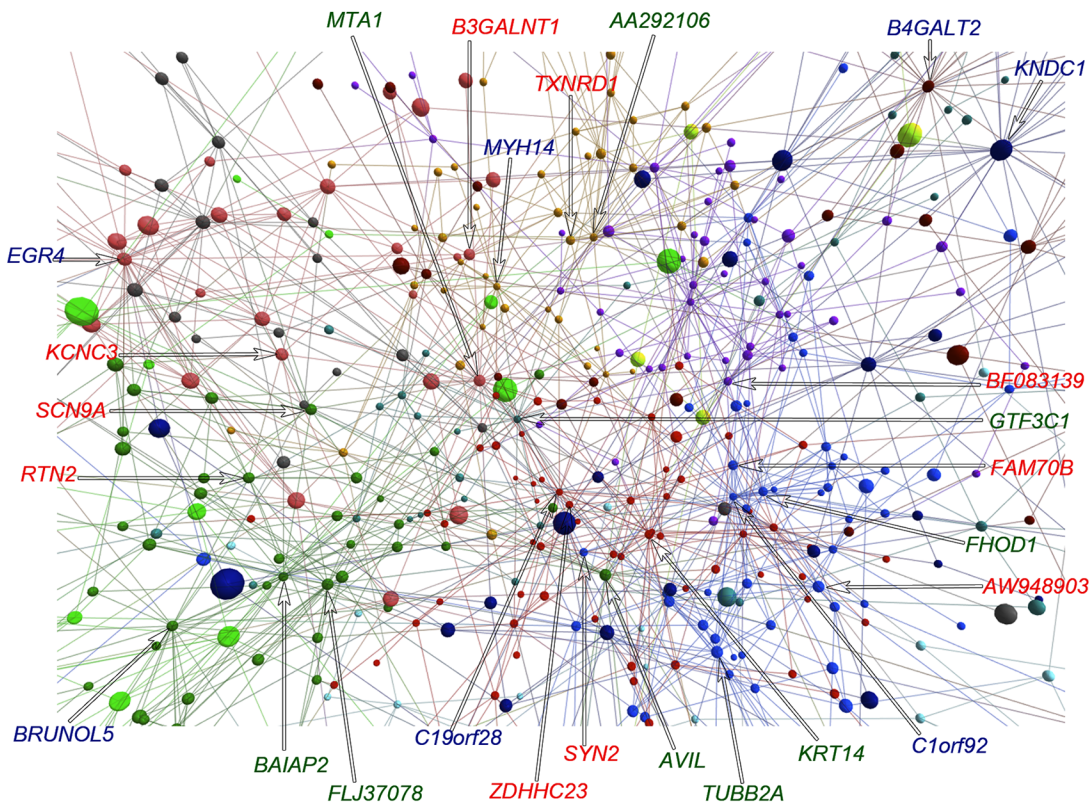 MTA1
B3GALNT1
AA292106
B4GALT2
KNDC1
TXNRD1
MYH14
EGR4
KCNC3
SCN9A
RTN2
BF083139
GTF3C1
FAM70B
FHOD1
AW948903
BRUNOL5
BAIAP2
FLJ37078
C19orf28
ZDHHC23
SYN2
AVIL
TUBB2A
KRT14
C1orf92